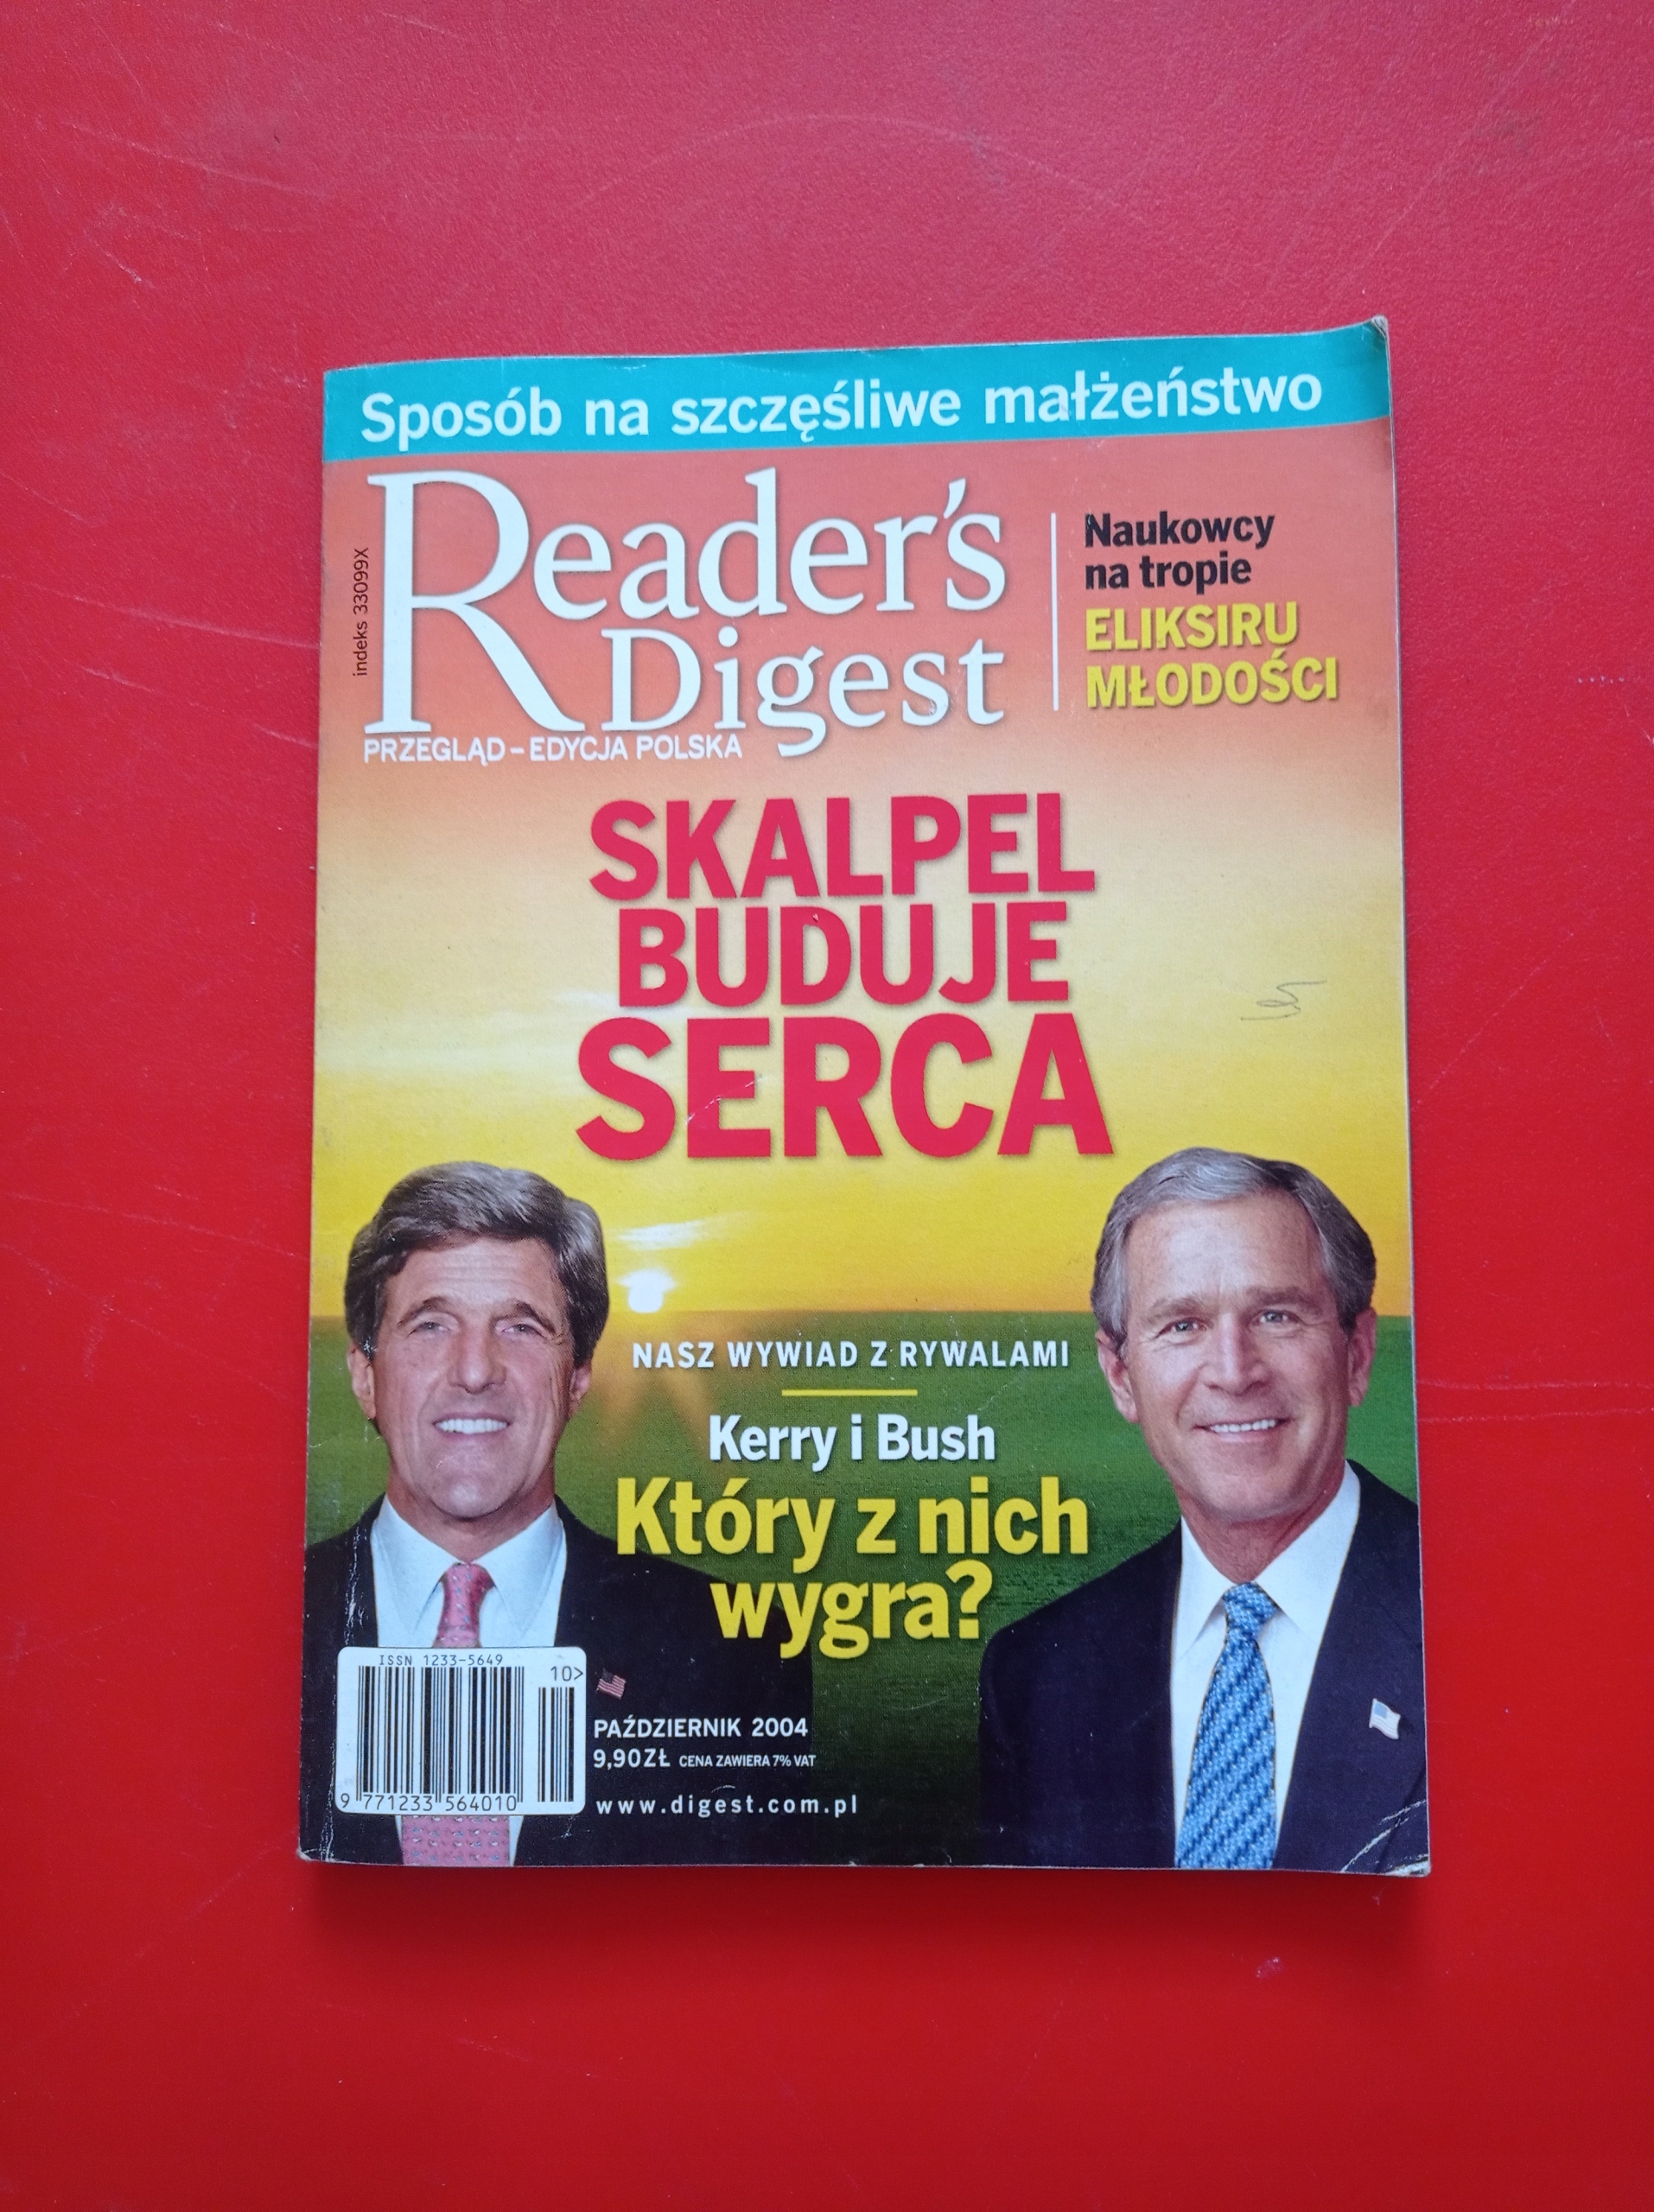 Sposób na szczęśliwe małżeństwo
indeks 33099X
Reader's
Digest
PRZEGLĄD – EDYCJA POLSKA
Naukowcy
na tropie
ELIKSIRU
MŁODOŚCI
SKALPEL
BUDUJE
SERCA
NASZ WYWIAD Z RYWALAMI
Kerry i Bush
Który z nich
wygra?
ISSN 1233-5649
10>
9 771233 564010
PAŹDZIERNIK 2004
9,90ZŁ CENA ZAWIERA 7% VAT
www.digest.com.pl